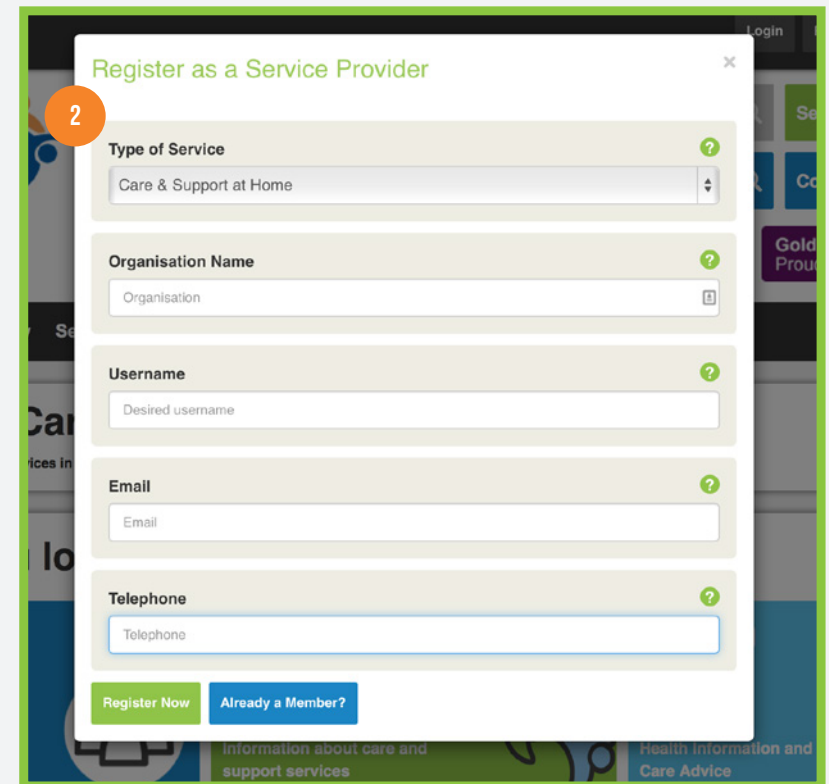 Login
Register as a Service Provider
×
2
Type of Service
?
Care & Support at Home
Organisation Name
?
Organisation
Gold
Username
?
Desired username
Email
?
Email
Telephone
?
Telephone
Register Now
Already a Member?
Information about care and
support services
Health Information and
Care Advice